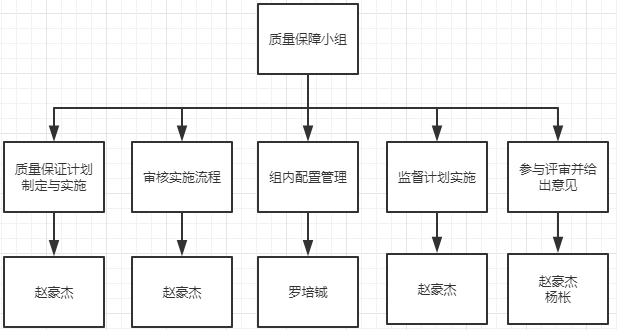 质量保障小组
质量保证计划
制定与实施
审核实施流程
组内配置管理
监督计划实施
参与评审并给
出意见
赵豪杰
赵豪杰
罗培铖
赵豪杰
赵豪杰
杨枨